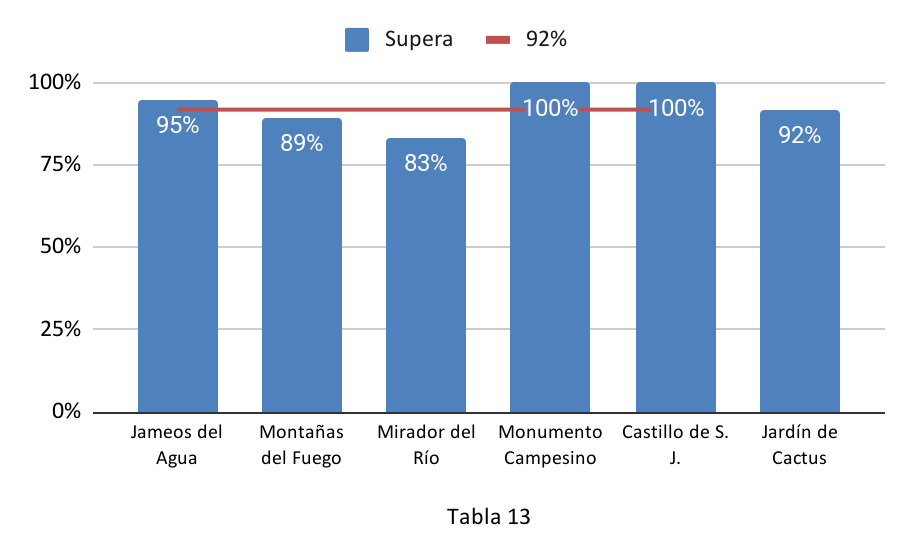 Supera 92%
100%
75%
50%
25%
0%
95%
89%
83%
100%
100%
92%
Jameos del
Agua
Montañas
del Fuego
Mirador del
Río
Monumento
Campesino
Castillo de S.
J.
Jardín de
Cactus
Tabla 13